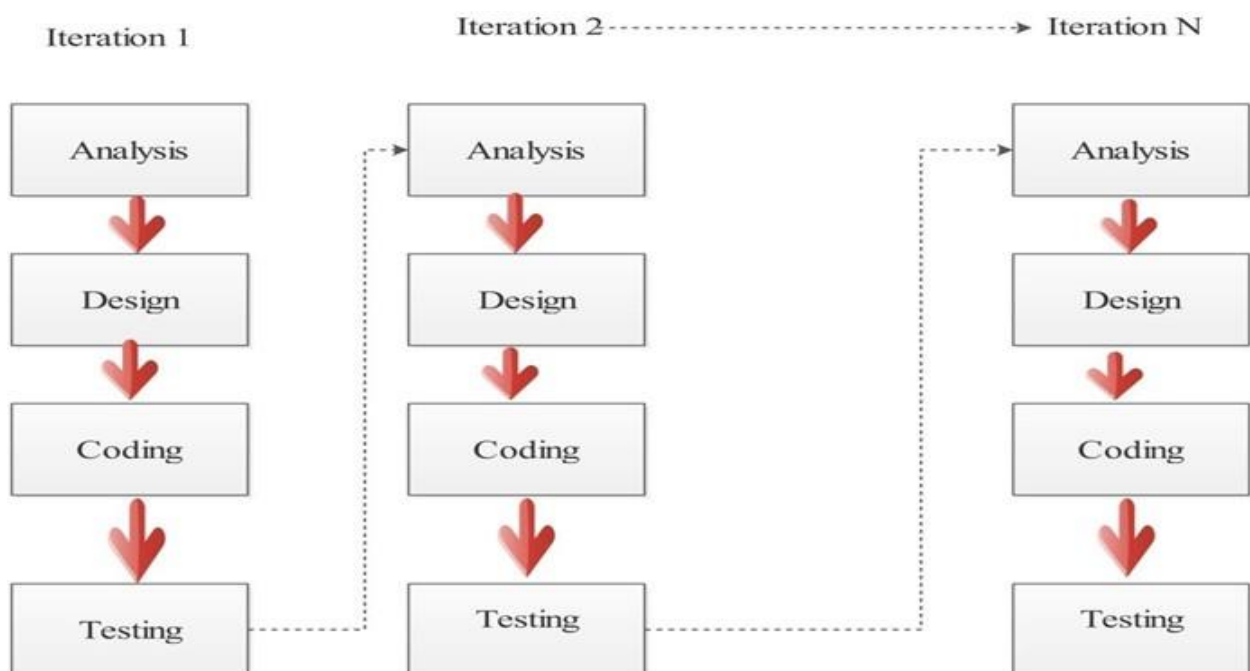 Iteration 1
Iteration 2
Iteration N
Analysis
Design
Coding
Testing
Analysis
Design
Coding
Testing
Analysis
Design
Coding
Testing